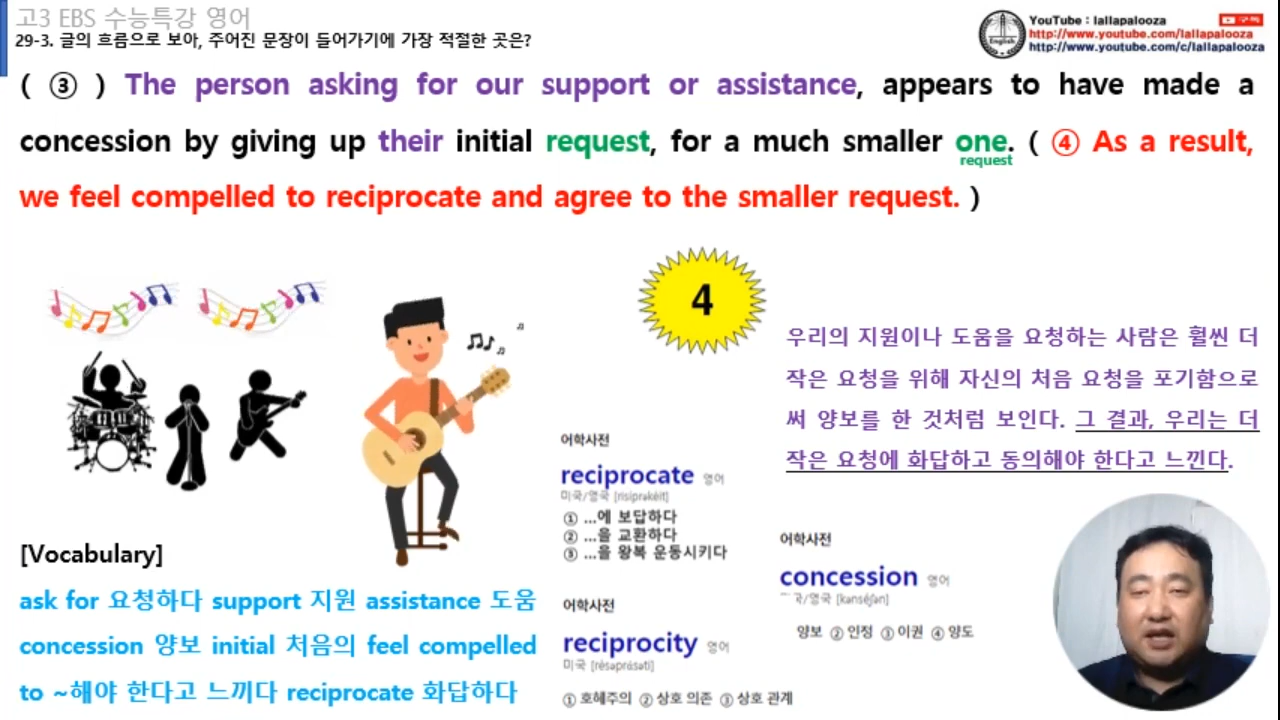 고3 EBS 수능특강 영어
29-3. 글의 흐름으로 보아, 주어진 문장이 들어가기에 가장 적절한 곳은?
YouTube : lallapalooza
구독
http://www.youtube.com/lallapalooza
http://www.youtube.com/c/lallapalooza
English
( ③ ) The person asking for our support or assistance, appears to have made a
concession by giving up their initial request, for a much smaller one. ( ④ As a result,
request
we feel compelled to reciprocate and agree to the smaller request. )
4
우리의 지원이나 도움을 요청하는 사람은 훨씬 더
작은 요청을 위해 자신의 처음 요청을 포기함으로
써 양보를 한 것처럼 보인다. 그 결과, 우리는 더
작은 요청에 화답하고 동의해야 한다고 느낀다.
어학사전
reciprocate 영어
미국/영국 [risíprəkèit]
① ...에 보답하다
② ...을 교환하다
③ ...을 왕복 운동시키다
어학사전
concession 영어
국/영국 [kənséʃən]
양보 ② 인정 ③ 이권 ④ 양도
어학사전
reciprocity 영어
미국 [rèsəprásəti]
① 호혜주의 ② 상호 의존 ③ 상호 관계
[Vocabulary]
ask for 요청하다 support 지원 assistance 도움
concession 양보 initial 처음의 feel compelled
to ~해야 한다고 느끼다 reciprocate 화답하다